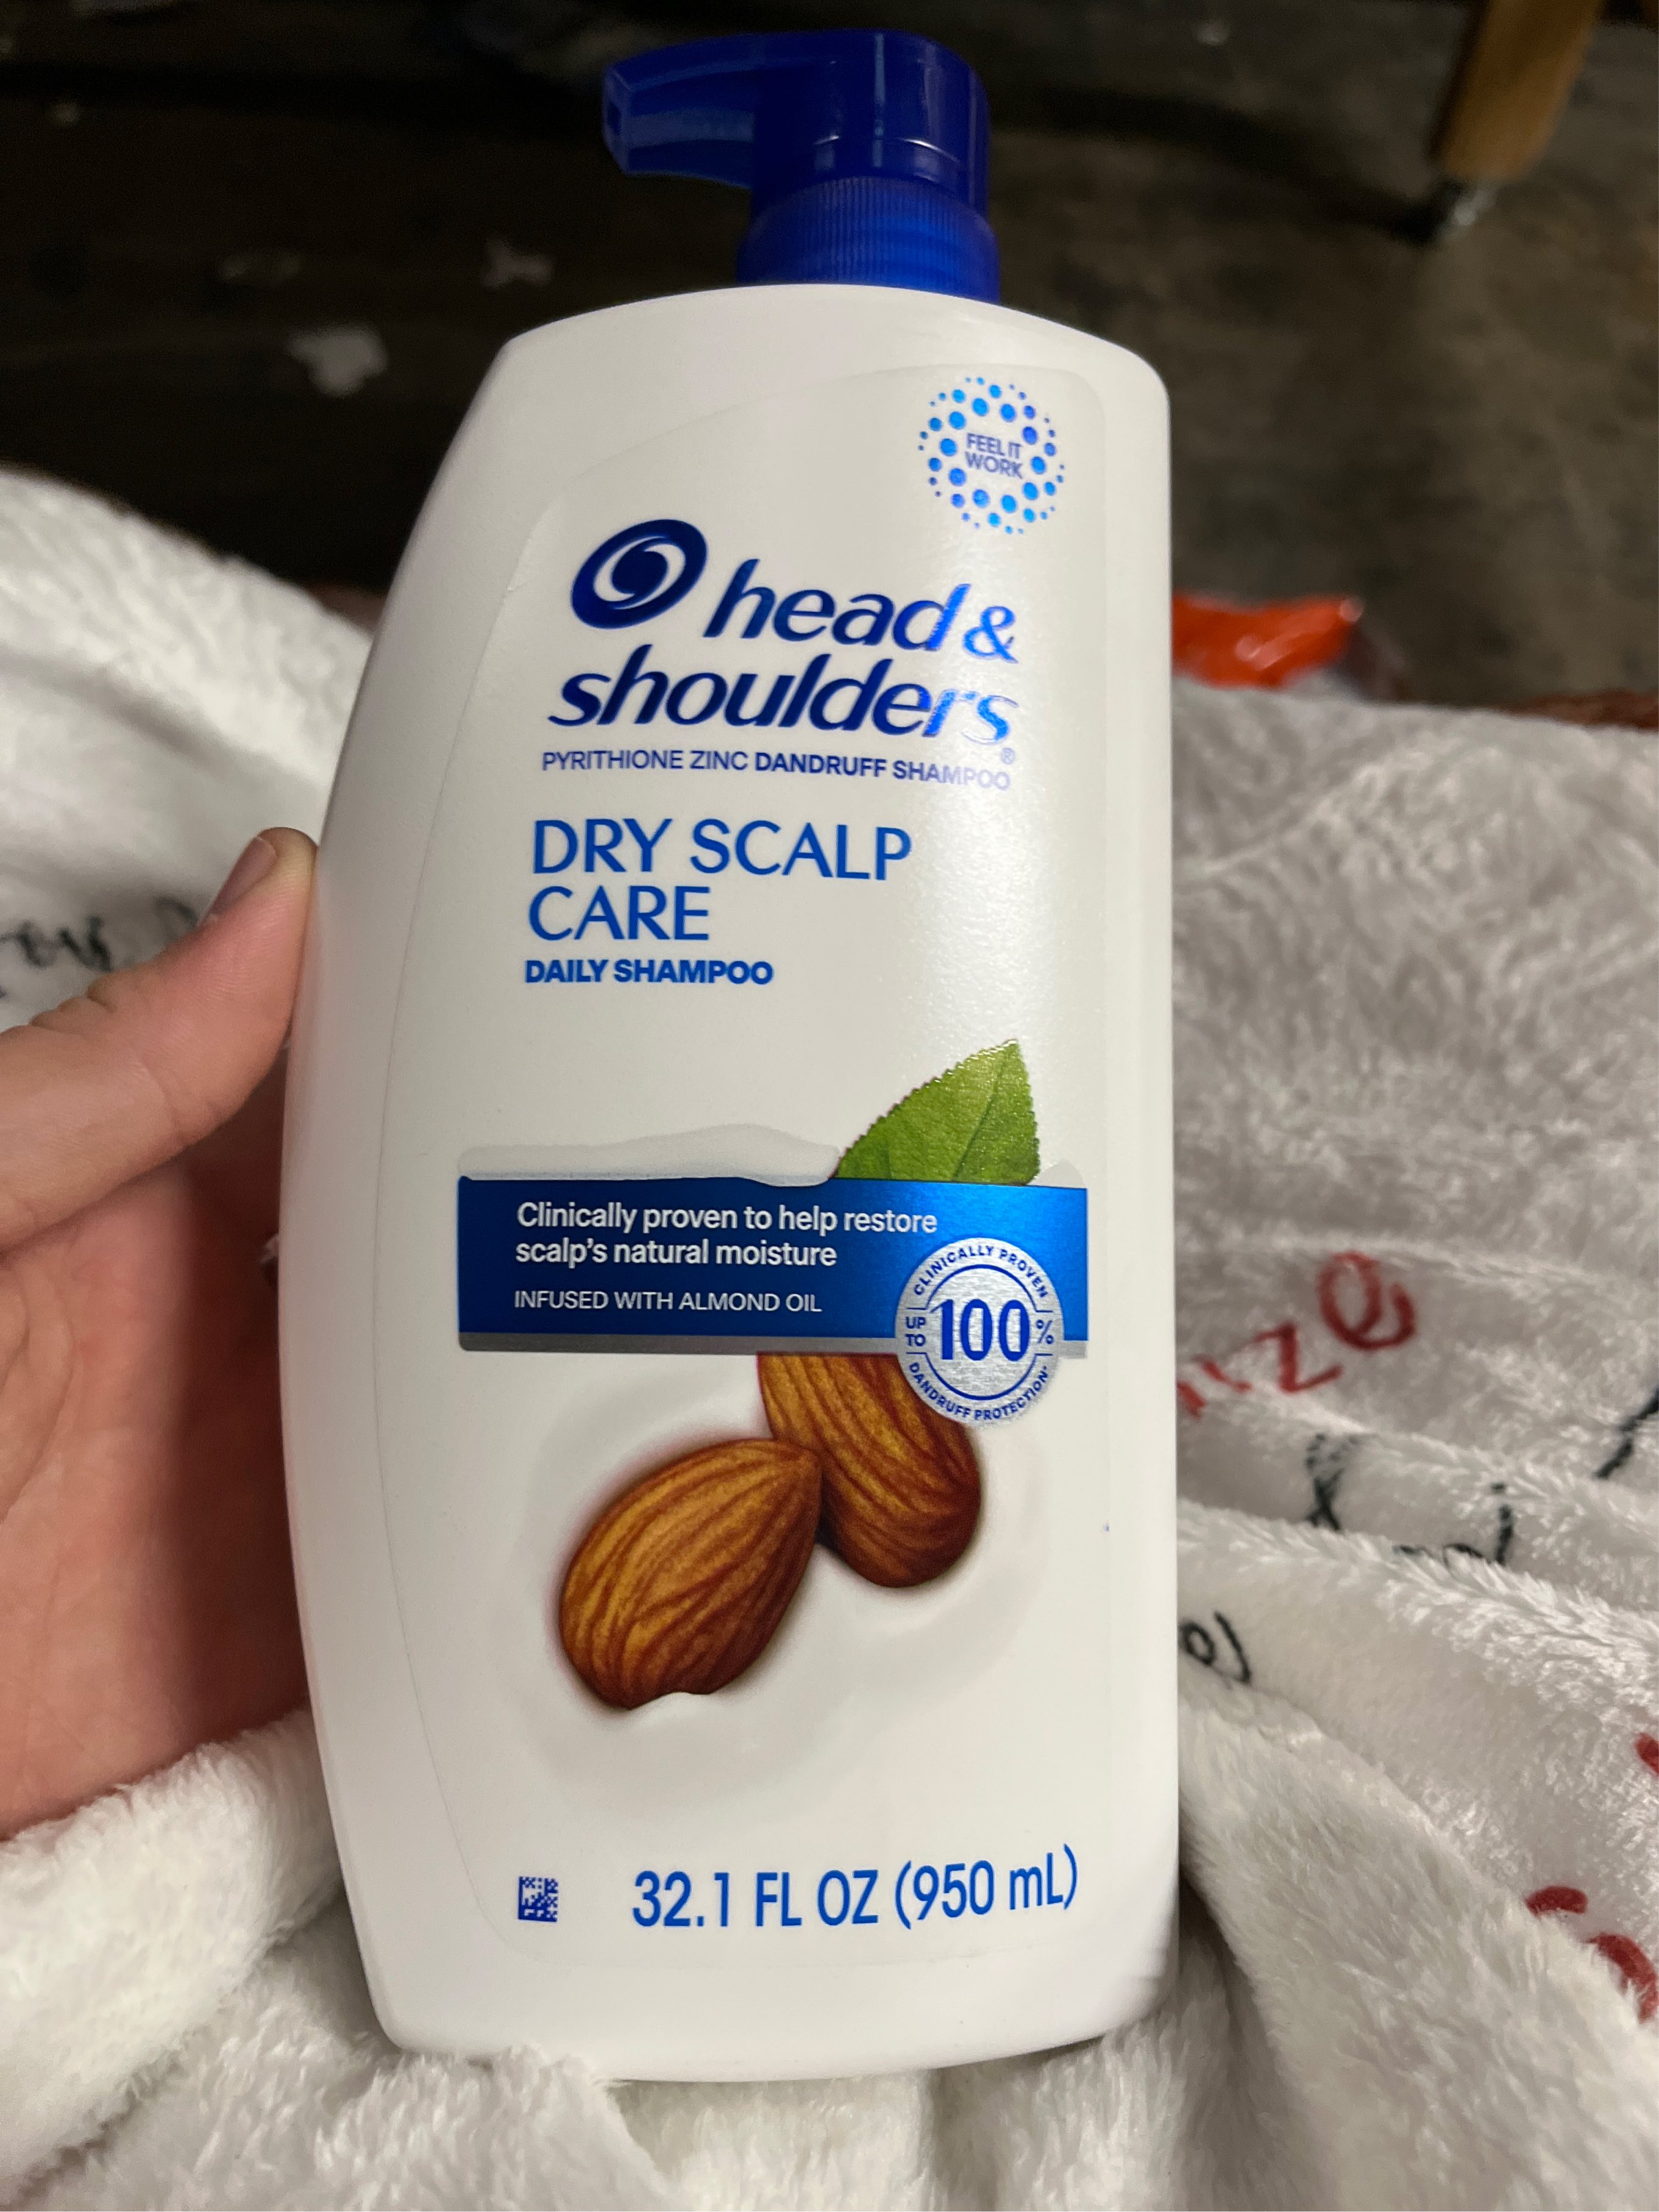 FEEL IT
WORK
head &
shoulders®
PYRITHIONE ZINC DANDRUFF SHAMPOO
DRY SCALP
CARE
DAILY SHAMPOO
Clinically proven to help restore
scalp's natural moisture
INFUSED WITH ALMOND OIL
CLINICALLY PROVEN
UP TO 100%
DANDRUFF PROTECTION*
32.1 FL OZ (950 mL)